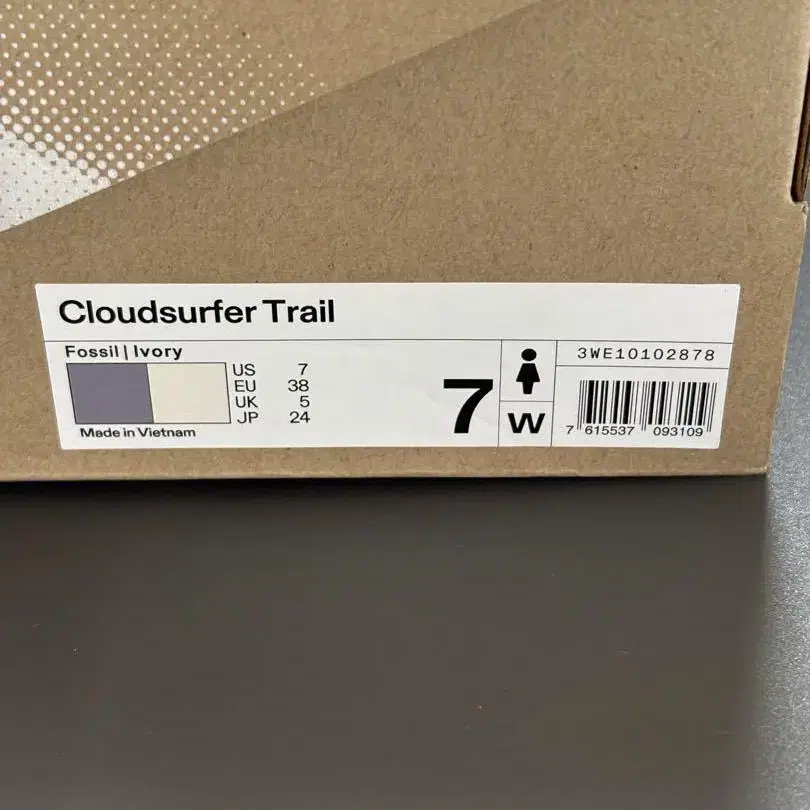 Cloudsurfer Trail
Fossil | Ivory
US 7
EU 38
UK 5
JP 24
Made in Vietnam
7
W
3WE10102878
7 615537 093109